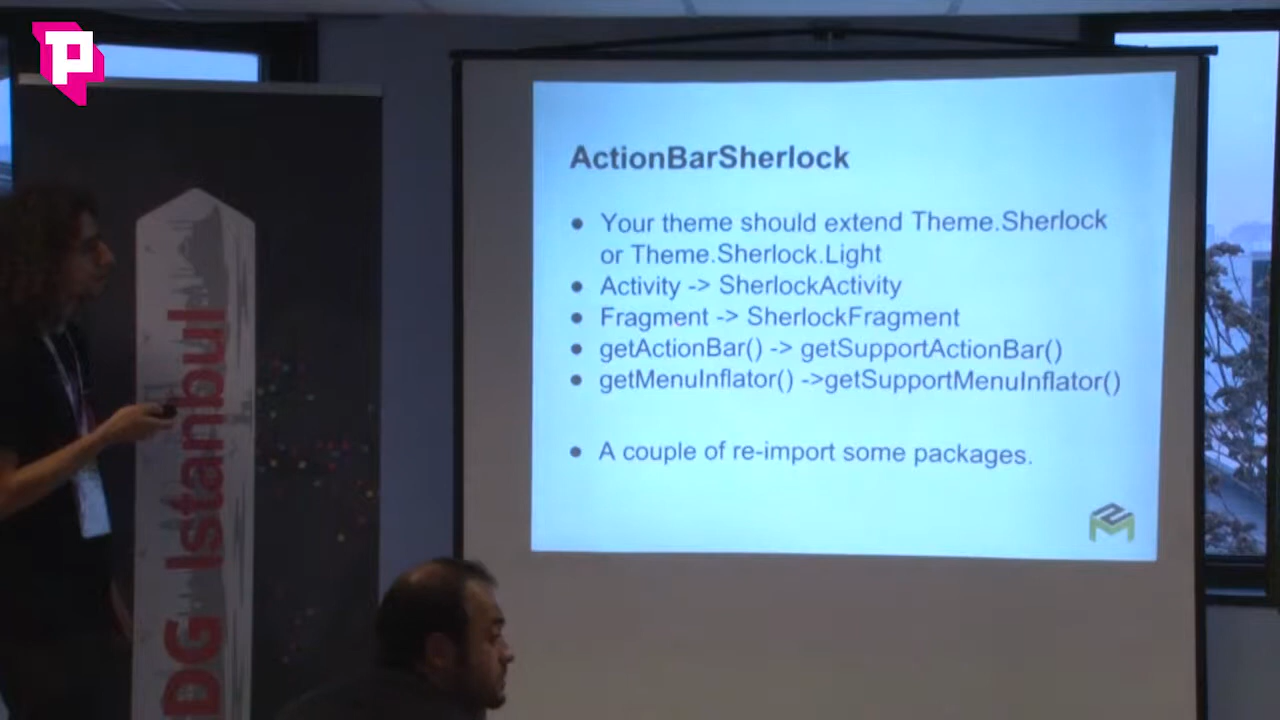 P
ActionBarSherlock
● Your theme should extend Theme.Sherlock
or Theme.Sherlock.Light
● Activity -> SherlockActivity
● Fragment -> SherlockFragment
● getActionBar() -> getSupportActionBar()
● getMenuInflator() ->getSupportMenuInflator()
● A couple of re-import some packages.
DG Istanbul